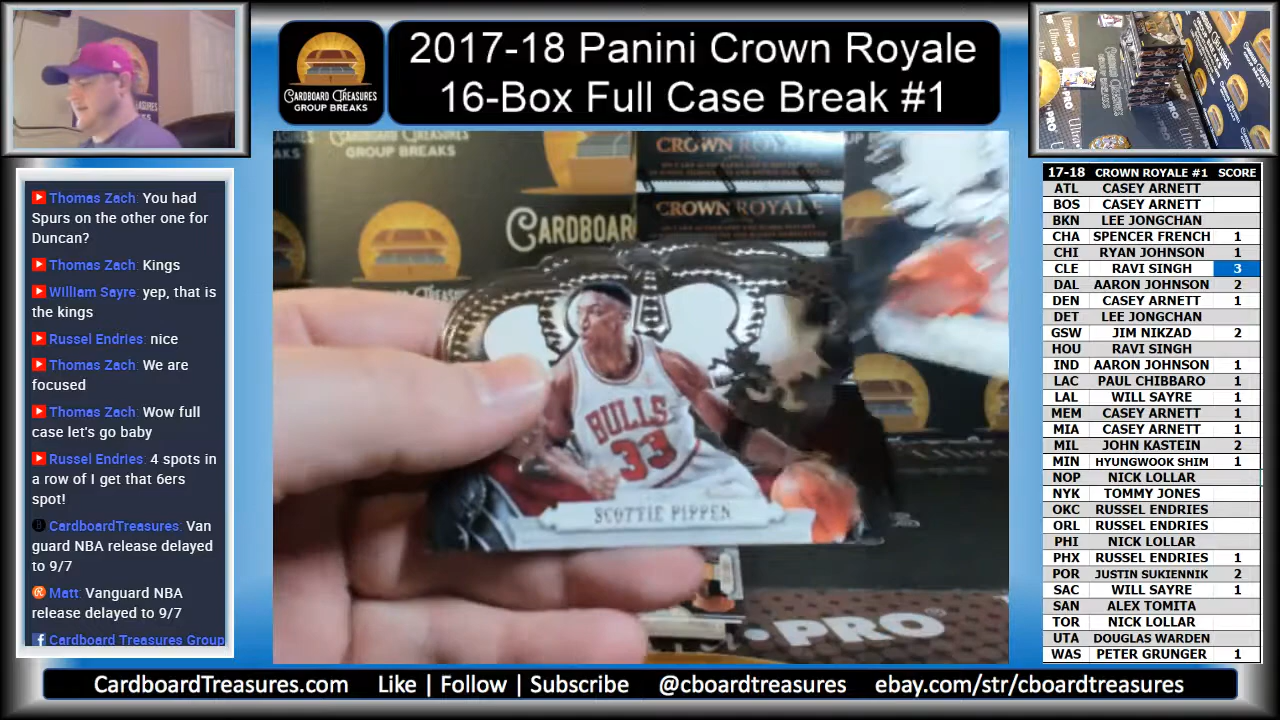 2017-18 Panini Crown Royale
16-Box Full Case Break #1
CARDBOARD TREASURES
GROUP BREAKS
Thomas Zach: You had
Spurs on the other one for
Duncan?
Thomas Zach: Kings
William Sayre: yep, that is
the kings
Russel Endries: nice
Thomas Zach: We are
focused
Thomas Zach: Wow full
case let's go baby
Russel Endries: 4 spots in
a row of I get that 6ers
spot!
CardboardTreasures: Van
guard NBA release delayed
to 9/7
Matt: Vanguard NBA
release delayed to 9/7
Cardboard Treasures Group
GROUP BREAKS
CROWN ROYALE
CROWN ROYALE
CARDBOAR
BULLS
33
SCOTTIE PIPPEN
PRO
17-18 CROWN ROYALE #1 SCORE
ATL CASEY ARNETT
BOS CASEY ARNETT
BKN LEE JONGCHAN
CHA SPENCER FRENCH 1
CHI RYAN JOHNSON 1
CLE RAVI SINGH 3
DAL AARON JOHNSON 2
DEN CASEY ARNETT 1
DET LEE JONGCHAN
GSW JIM NIKZAD 2
HOU RAVI SINGH
IND AARON JOHNSON 1
LAC PAUL CHIBBARO 1
LAL WILL SAYRE 1
MEM CASEY ARNETT 1
MIA CASEY ARNETT 1
MIL JOHN KASTEIN 2
MIN HYUNGWOOK SHIM 1
NOP NICK LOLLAR
NYK TOMMY JONES
OKC RUSSEL ENDRIES
ORL RUSSEL ENDRIES
PHI NICK LOLLAR
PHX RUSSEL ENDRIES 1
POR JUSTIN SUKIENNIK 2
SAC WILL SAYRE 1
SAN ALEX TOMITA
TOR NICK LOLLAR
UTA DOUGLAS WARDEN
WAS PETER GRUNGER 1
CardboardTreasures.com Like | Follow | Subscribe @cboardtreasures ebay.com/str/cboardtreasures